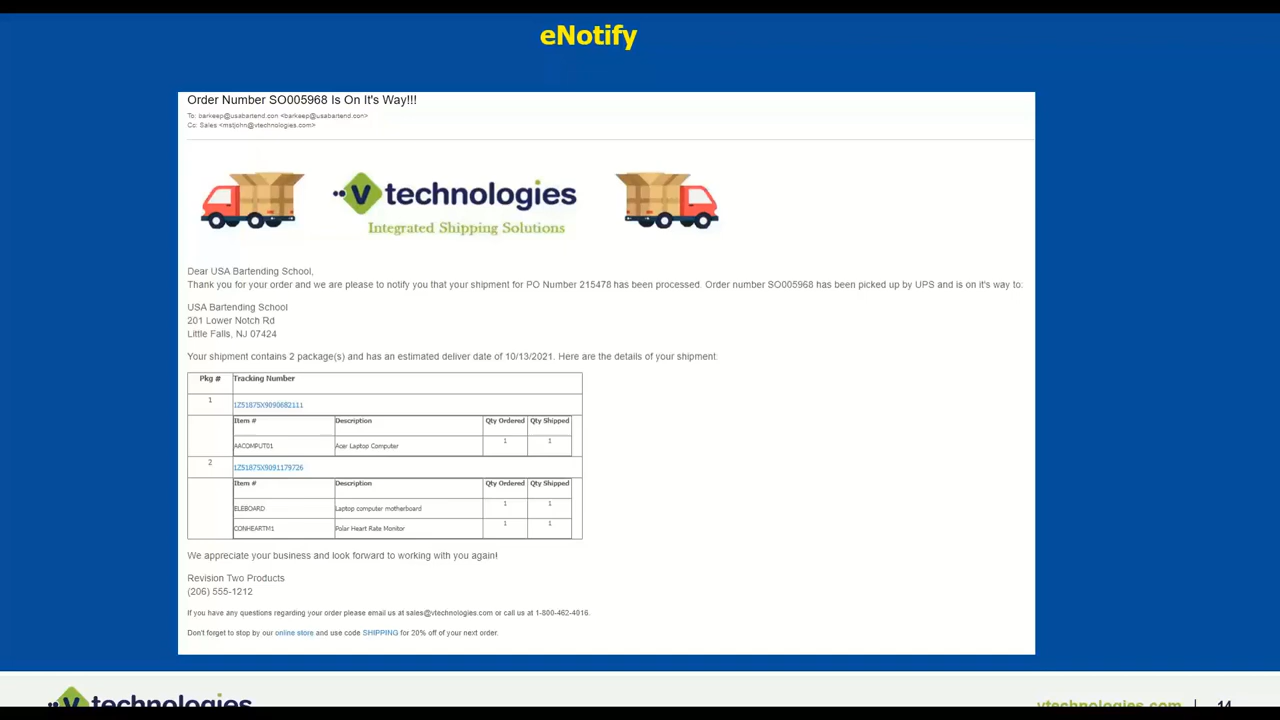 eNotify
Order Number SO005968 Is On It's Way!!!
To: barkeep@usabartend.con <barkeep@usabartend.con>
Cc: Sales <mstjohn@vtechnologies.com>
V technologies
Integrated Shipping Solutions
Dear USA Bartending School,
Thank you for your order and we are please to notify you that your shipment for PO Number 215478 has been processed. Order number SO005968 has been picked up by UPS and is on it's way to:
USA Bartending School
201 Lower Notch Rd
Little Falls, NJ 07424
Your shipment contains 2 package(s) and has an estimated deliver date of 10/13/2021. Here are the details of your shipment:
Pkg # Tracking Number
1 1Z51875X9090682111
Item # Description Qty Ordered Qty Shipped
AACOMPUT01 Acer Laptop Computer 1 1
2 1Z51875X9091179726
Item # Description Qty Ordered Qty Shipped
ELEBOARD Laptop computer motherboard 1 1
CONHEARTM1 Polar Heart Rate Monitor 1 1
We appreciate your business and look forward to working with you again!
Revision Two Products
(206) 555-1212
If you have any questions regarding your order please email us at sales@vtechnologies.com or call us at 1-800-462-4016.
Don't forget to stop by our online store and use code SHIPPING for 20% off of your next order.
V technologies
vtechnologies.com | 14